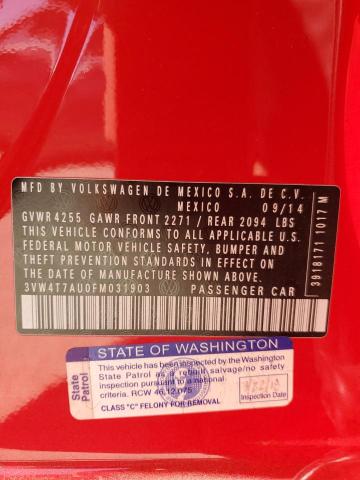 MFD BY VOLKSWAGEN DE MEXICO S.A. DE C.V.
MEXICO 09/14
GVWR 4255 GAWR FRONT 2271 / REAR 2094 LBS
THIS VEHICLE CONFORMS TO ALL APPLICABLE U.S.
FEDERAL MOTOR VEHICLE SAFETY, BUMPER AND
THEFT PREVENTION STANDARDS IN EFFECT ON
THE DATE OF MANUFACTURE SHOWN ABOVE.
3VW4T7AU0FM031903 PASSENGER CAR
3918171 1017 M
STATE OF WASHINGTON
State
Patrol
This vehicle has been inspected by the Washington
State Patrol as a rebuilt salvage/no safety
inspection pursuant to a national
criteria. RCW 46.12.075
CLASS "C" FELONY FOR REMOVAL
Inspection Date